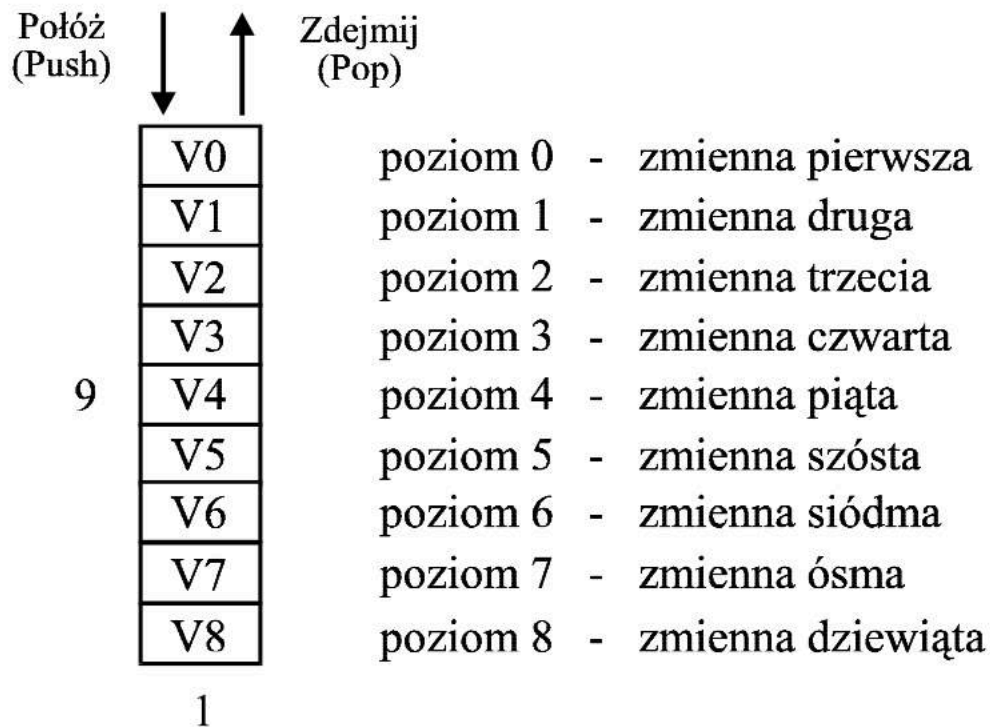 Połóż
(Push)
Zdejmij
(Pop)
V0 poziom 0 - zmienna pierwsza
V1 poziom 1 - zmienna druga
V2 poziom 2 - zmienna trzecia
V3 poziom 3 - zmienna czwarta
9 V4 poziom 4 - zmienna piąta
V5 poziom 5 - zmienna szósta
V6 poziom 6 - zmienna siódma
V7 poziom 7 - zmienna ósma
V8 poziom 8 - zmienna dziewiąta
1